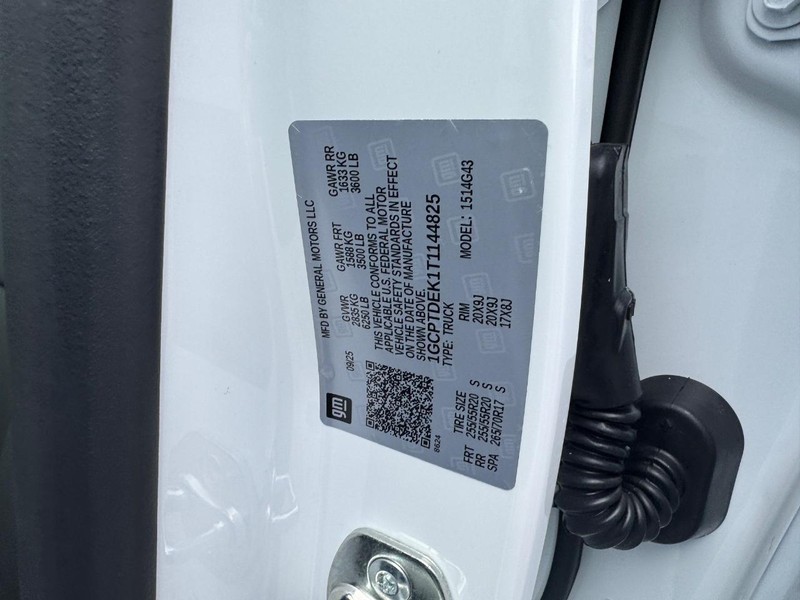 gm
MFD BY GENERAL MOTORS LLC
09/25
GVWR GAWR FRT GAWR RR
2835 KG 1588 KG 1633 KG
6250 LB 3500 LB 3600 LB
THIS VEHICLE CONFORMS TO ALL
APPLICABLE U.S. FEDERAL MOTOR
VEHICLE SAFETY STANDARDS IN EFFECT
ON THE DATE OF MANUFACTURE
SHOWN ABOVE.
1GCPTDEK1T1144825
TYPE: TRUCK MODEL: 1514G43
8624
TIRE SIZE RIM
FRT 255/55R20 S 20X9J
RR 255/55R20 S 20X9J
SPA 265/70R17 S 17X8J